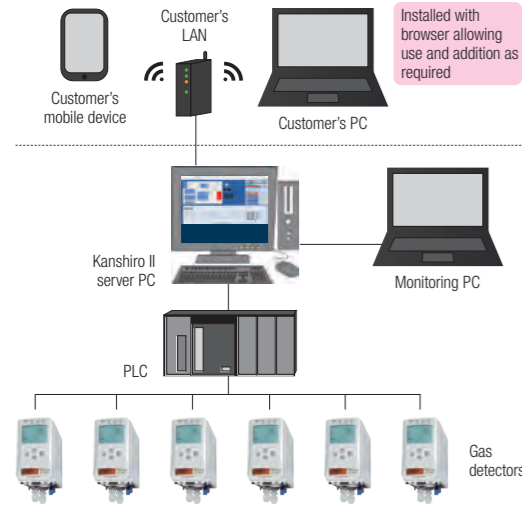 Customer's
LAN
Installed with
browser allowing
use and addition as
required
Customer's
mobile device
Customer's PC
Kanshiro II
server PC
Monitoring PC
PLC
Gas
detectors